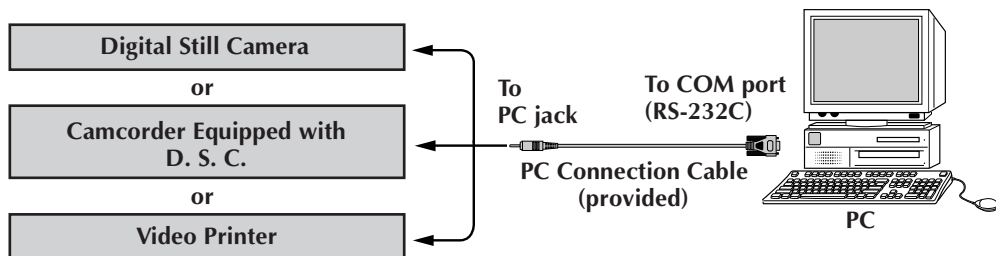 Digital Still Camera
or
Camcorder Equipped with
D. S. C.
or
Video Printer
To
PC jack
To COM port
(RS-232C)
PC Connection Cable
(provided)
PC